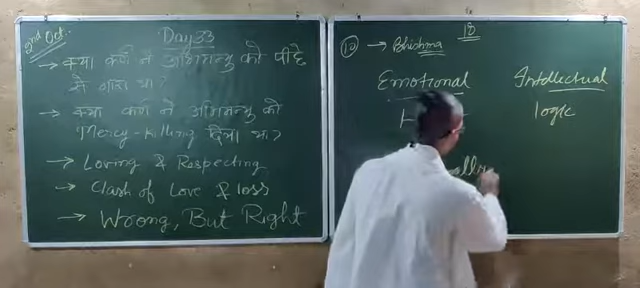 2nd Oct.
Day 33
→ क्या कर्ण ने अभिमन्यु को पीछे
से मारा था?
→ क्या कर्ण ने अभिमन्यु को
Mercy-Killing दिया था?
→ Loving & Respecting
→ Clash of Love & loss
→ Wrong, But Right
18
(10) → Bhishma
Emotional Intellectual
logic